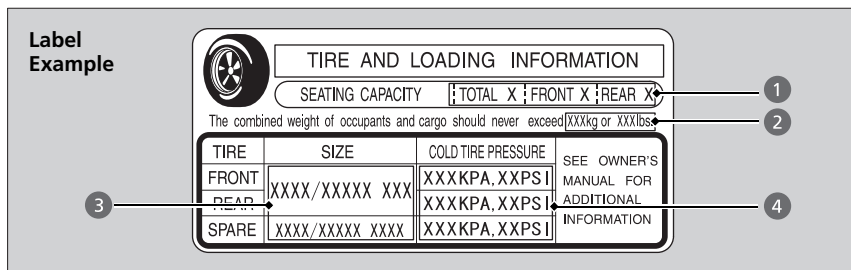 Label
Example
TIRE AND LOADING INFORMATION
SEATING CAPACITY TOTAL X FRONT X REAR X
1
The combined weight of occupants and cargo should never exceed XXXkg or XXXlbs.
2
TIRE SIZE COLD TIRE PRESSURE
SEE OWNER'S
MANUAL FOR
ADDITIONAL
INFORMATION
FRONT XXXX/XXXXX XXX XXXKPA,XXPSI
REAR XXXKPA,XXPSI
3
4
SPARE XXXX/XXXXX XXXX XXXKPA,XXPSI